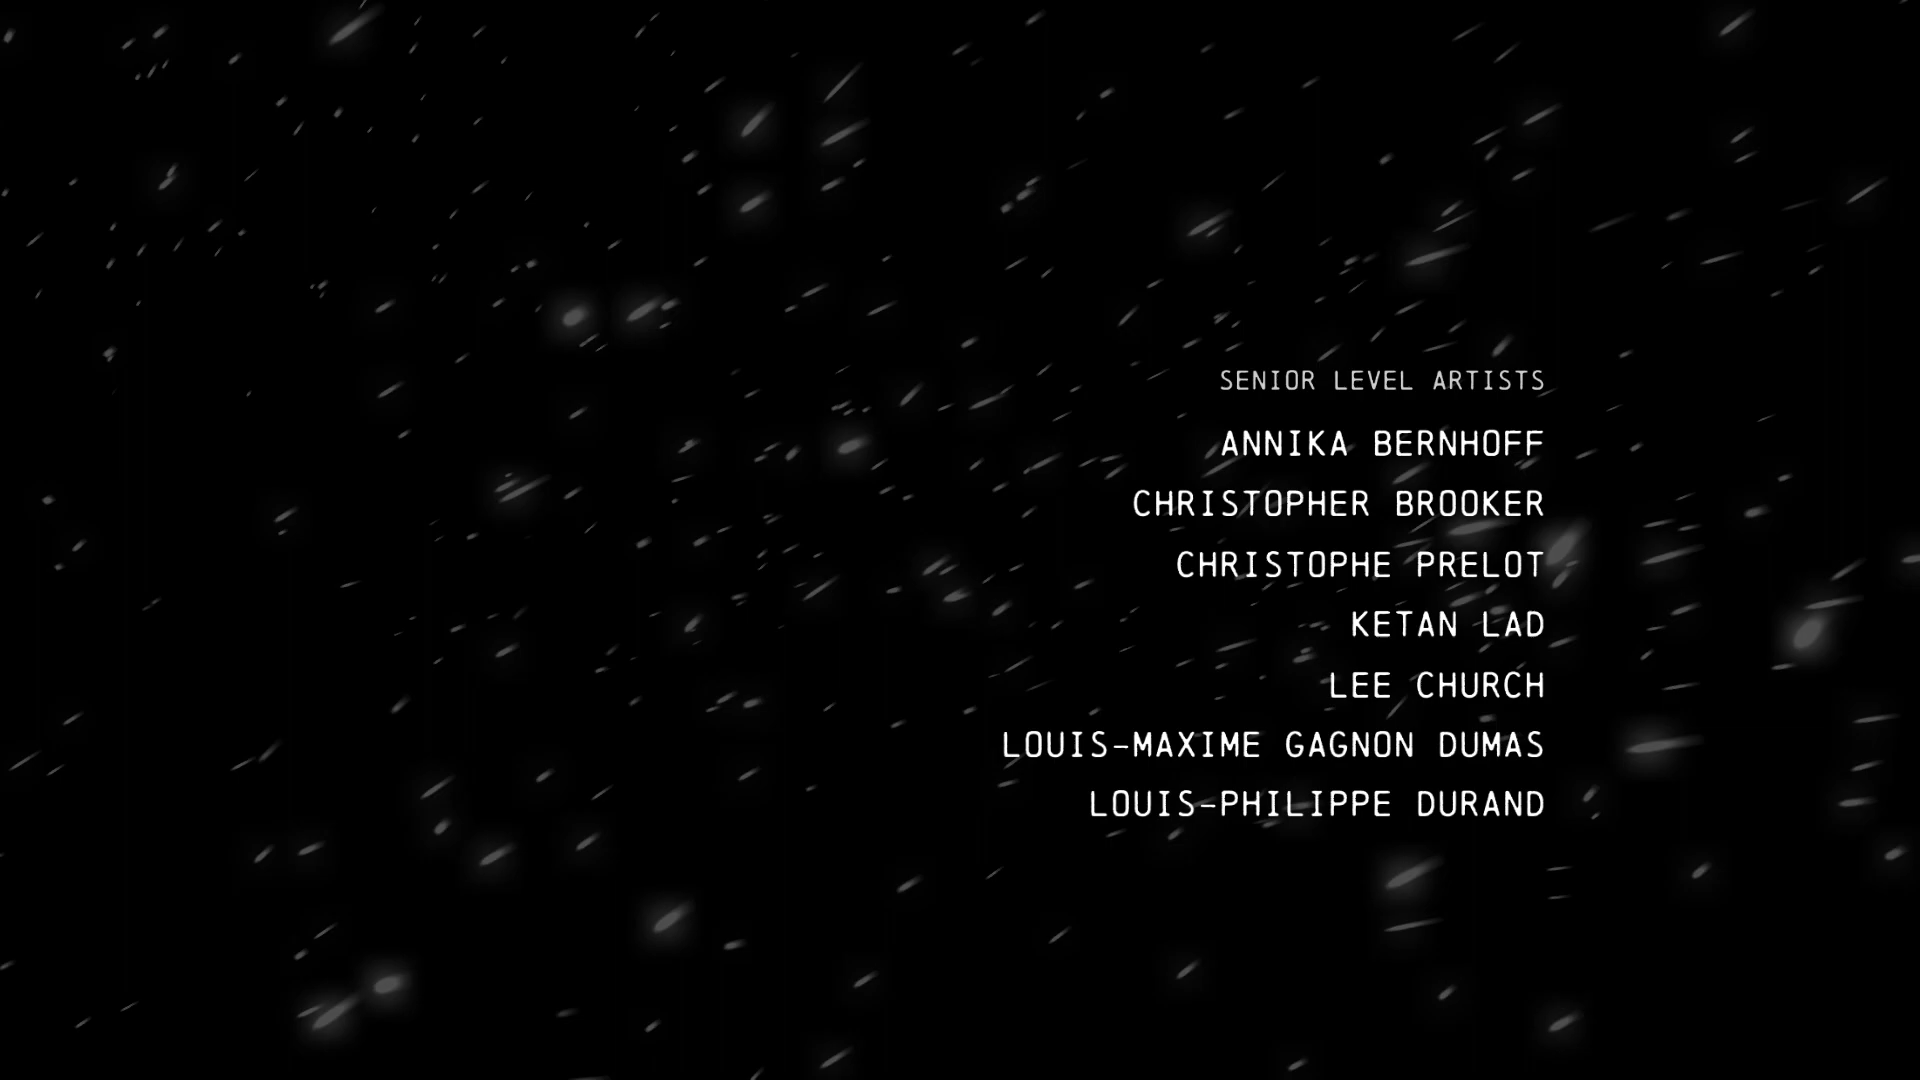 SENIOR LEVEL ARTISTS
ANNIKA BERNHOFF
CHRISTOPHER BROOKER
CHRISTOPHE PRELOT
KETAN LAD
LEE CHURCH
LOUIS-MAXIME GAGNON DUMAS
LOUIS-PHILIPPE DURAND